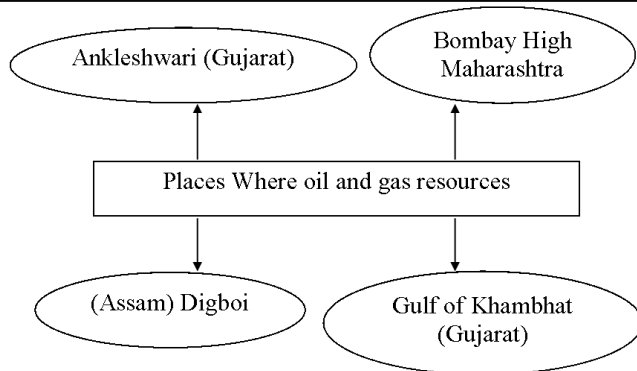 Ankleshwari (Gujarat)
Bombay High
Maharashtra
Places Where oil and gas resources
(Assam) Digboi
Gulf of Khambhat
(Gujarat)